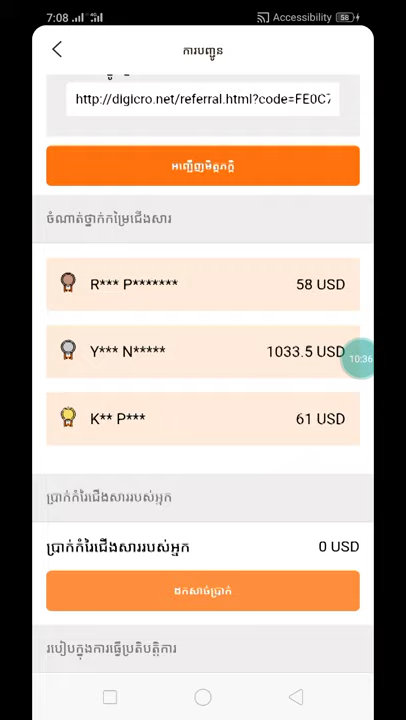 7:08
Accessibility 58
ការបញ្ជូន
http://digicro.net/referral.html?code=FE0C7
អញ្ជើញមិត្តភក្តិ
ចំណាត់ថ្នាក់កម្រៃជើងសារ
R*** P******* 58 USD
Y*** N***** 1033.5 USD
10:36
K** P*** 61 USD
ប្រាក់កំរៃជើងសាររបស់អ្នក
ប្រាក់កំរៃជើងសាររបស់អ្នក 0 USD
ដកសាច់ប្រាក់
របៀបក្នុងការធ្វើប្រតិបត្តិការ